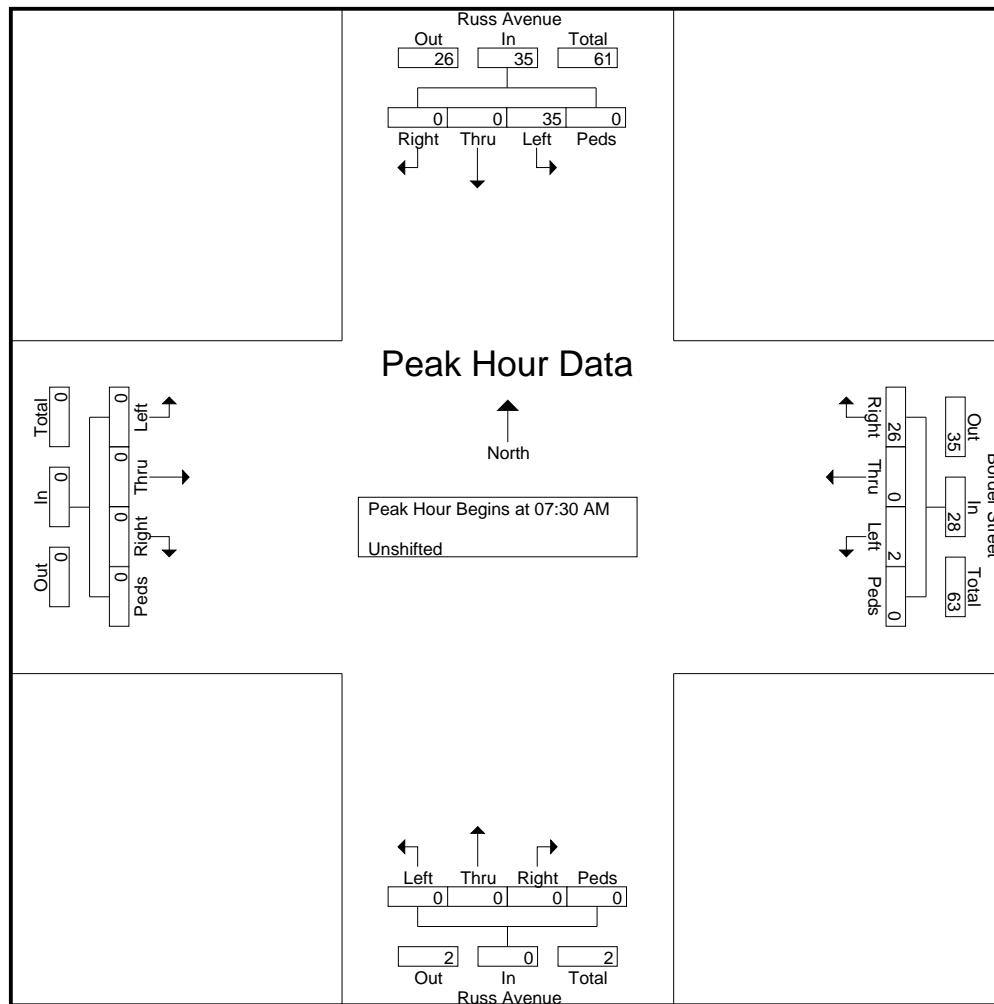 Russ Avenue
Out In Total
26 35 61
0 0 35 0
Right Thru Left Peds
Peak Hour Data
North
Peak Hour Begins at 07:30 AM
Unshifted
Total In Out
0 0 0
0 0 0 0
Left Thru Right Peds
Right Thru Left Peds
26 0 2 0
35 28 63
Out In Total
Border Street
Left Thru Right Peds
0 0 0 0
2 0 2
Out In Total
Russ Avenue